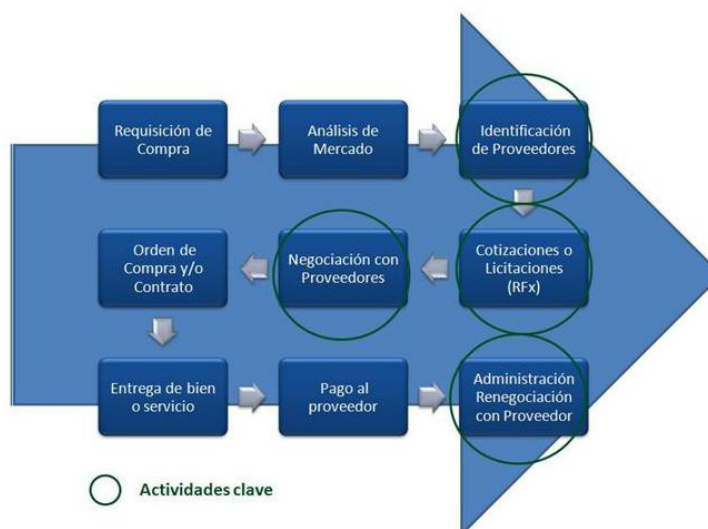 Requisición de
Compra
Análisis de
Mercado
Identificación
de Proveedores
Cotizaciones o
Licitaciones
(RFx)
Negociación con
Proveedores
Orden de
Compra y/o
Contrato
Entrega de bien
o servicio
Pago al
proveedor
Administración
Renegociación
con Proveedor
Actividades clave